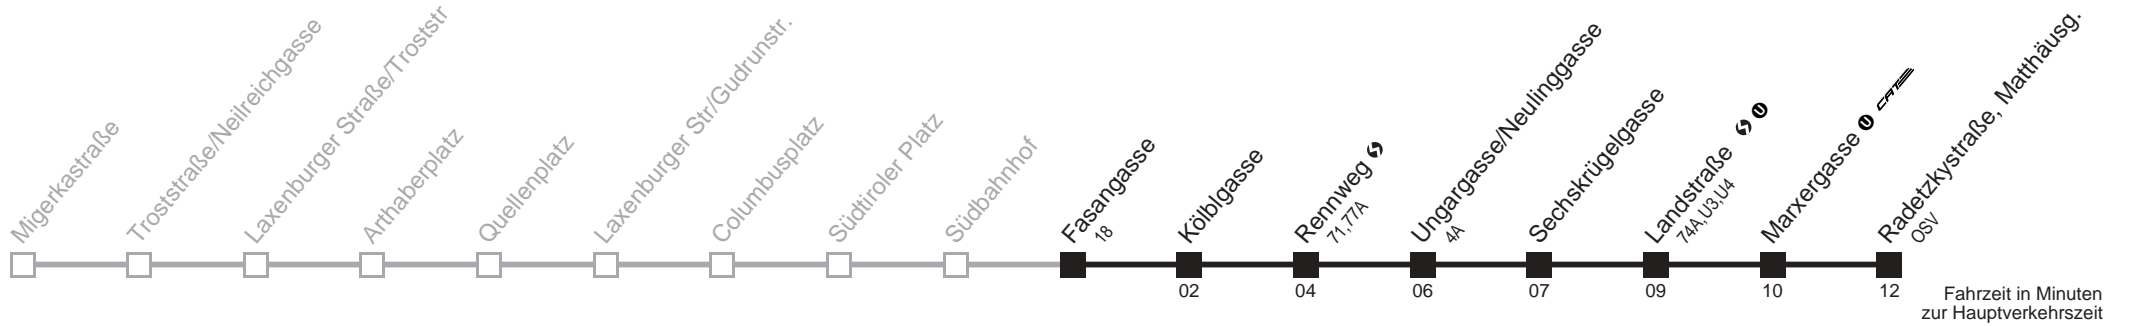 Migerkastraße
Troststraße/Neilreichgasse
Laxenburger Straße/Troststr
Arthaberplatz
Quellenplatz
Laxenburger Str/Gudrunstr.
Columbusplatz
Südtiroler Platz
Südbahnhof
Fasangasse
18
Kölblgasse
Rennweg S
71,77A
Ungargasse/Neulinggasse
4A
Sechskrügelgasse
Landstraße S U
74A,U3,U4
Marxergasse U CAT
Radetzkystraße, Matthäusg.
OSV
02
04
06
07
09
10
12
Fahrzeit in Minuten
zur Hauptverkehrszeit